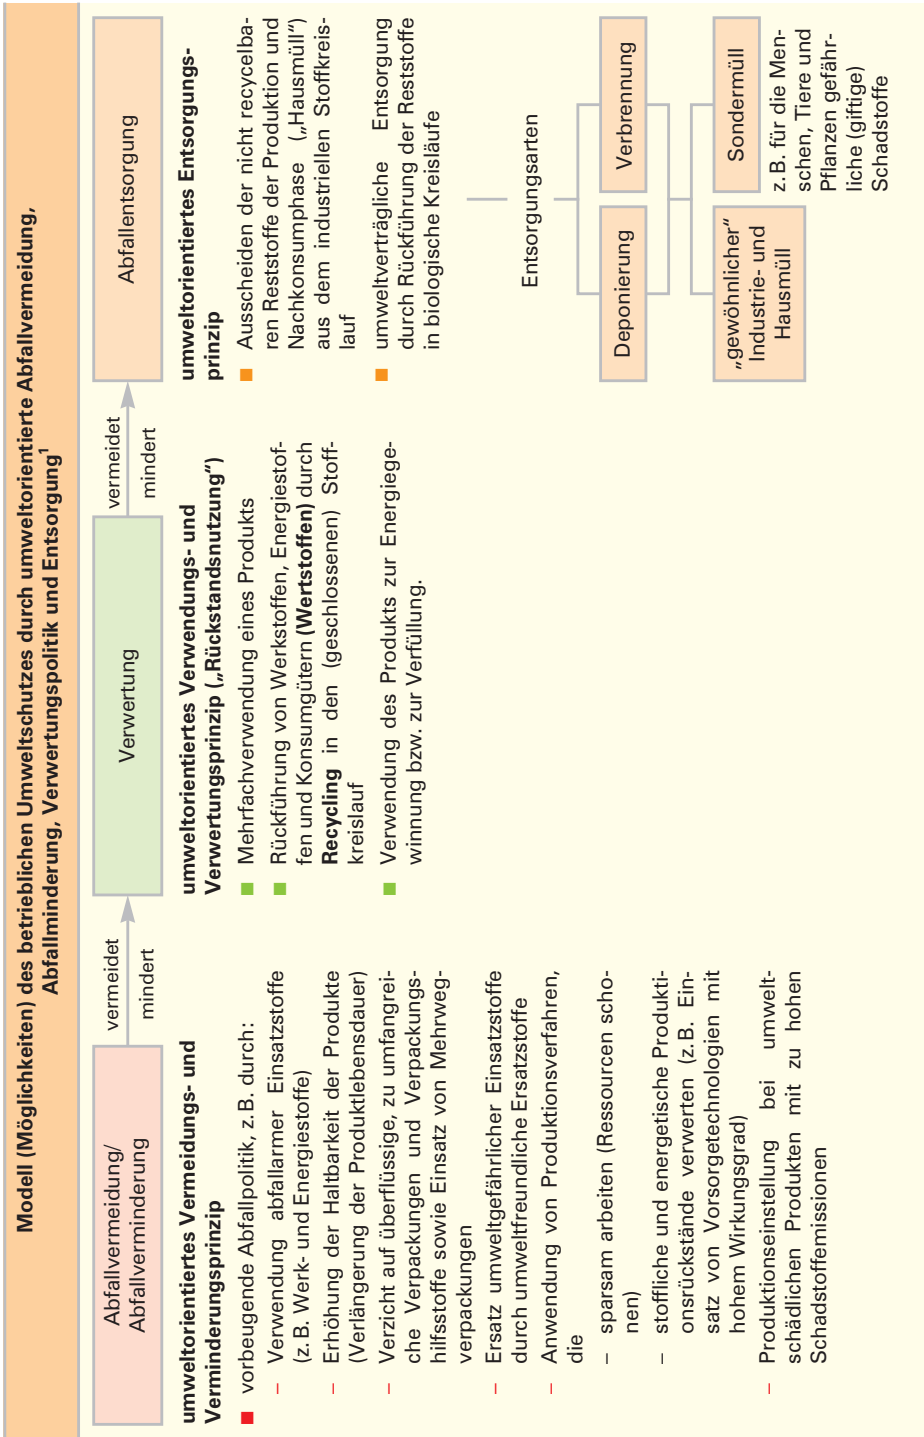 Modell (Möglichkeiten) des betrieblichen Umweltschutzes durch umweltorientierte Abfallvermeidung,
Abfallminderung, Verwertungspolitik und Entsorgung¹
Abfallvermeidung/
Abfallverminderung
vermeidet
mindert
Verwertung
vermeidet
mindert
Abfallentsorgung
umweltorientiertes Vermeidungs- und
Verminderungsprinzip
■ vorbeugende Abfallpolitik, z.B. durch:
– Verwendung abfallarmer Einsatzstoffe
(z.B. Werk- und Energiestoffe)
– Erhöhung der Haltbarkeit der Produkte
(Verlängerung der Produktlebensdauer)
– Verzicht auf überflüssige, zu umfangrei-
che Verpackungen und Verpackungs-
hilfsstoffe sowie Einsatz von Mehrweg-
verpackungen
– Ersatz umweltgefährlicher Einsatzstoffe
durch umweltfreundliche Ersatzstoffe
– Anwendung von Produktionsverfahren,
die
– sparsam arbeiten (Ressourcen scho-
nen)
– stoffliche und energetische Produkti-
onsrückstände verwerten (z.B. Ein-
satz von Vorsorgetechnologien mit
hohem Wirkungsgrad)
– Produktionseinstellung bei umwelt-
schädlichen Produkten mit zu hohen
Schadstoffemissionen
umweltorientiertes Verwendungs- und
Verwertungsprinzip („Rückstandsnutzung“)
■ Mehrfachverwendung eines Produkts
■ Rückführung von Werkstoffen, Energiestof-
fen und Konsumgütern (Wertstoffen) durch
Recycling in den (geschlossenen) Stoff-
kreislauf
■ Verwendung des Produkts zur Energiege-
winnung bzw. zur Verfüllung.
umweltorientiertes Entsorgungs-
prinzip
■ Ausscheiden der nicht recycelba-
ren Reststoffe der Produktion und
Nachkonsumphase („Hausmüll“)
aus dem industriellen Stoffkreis-
lauf
■ umweltverträgliche Entsorgung
durch Rückführung der Reststoffe
in biologische Kreisläufe
Entsorgungsarten
Deponierung
Verbrennung
„gewöhnlicher“
Industrie- und
Hausmüll
Sondermüll
z.B. für die Men-
schen, Tiere und
Pflanzen gefähr-
liche (giftige)
Schadstoffe